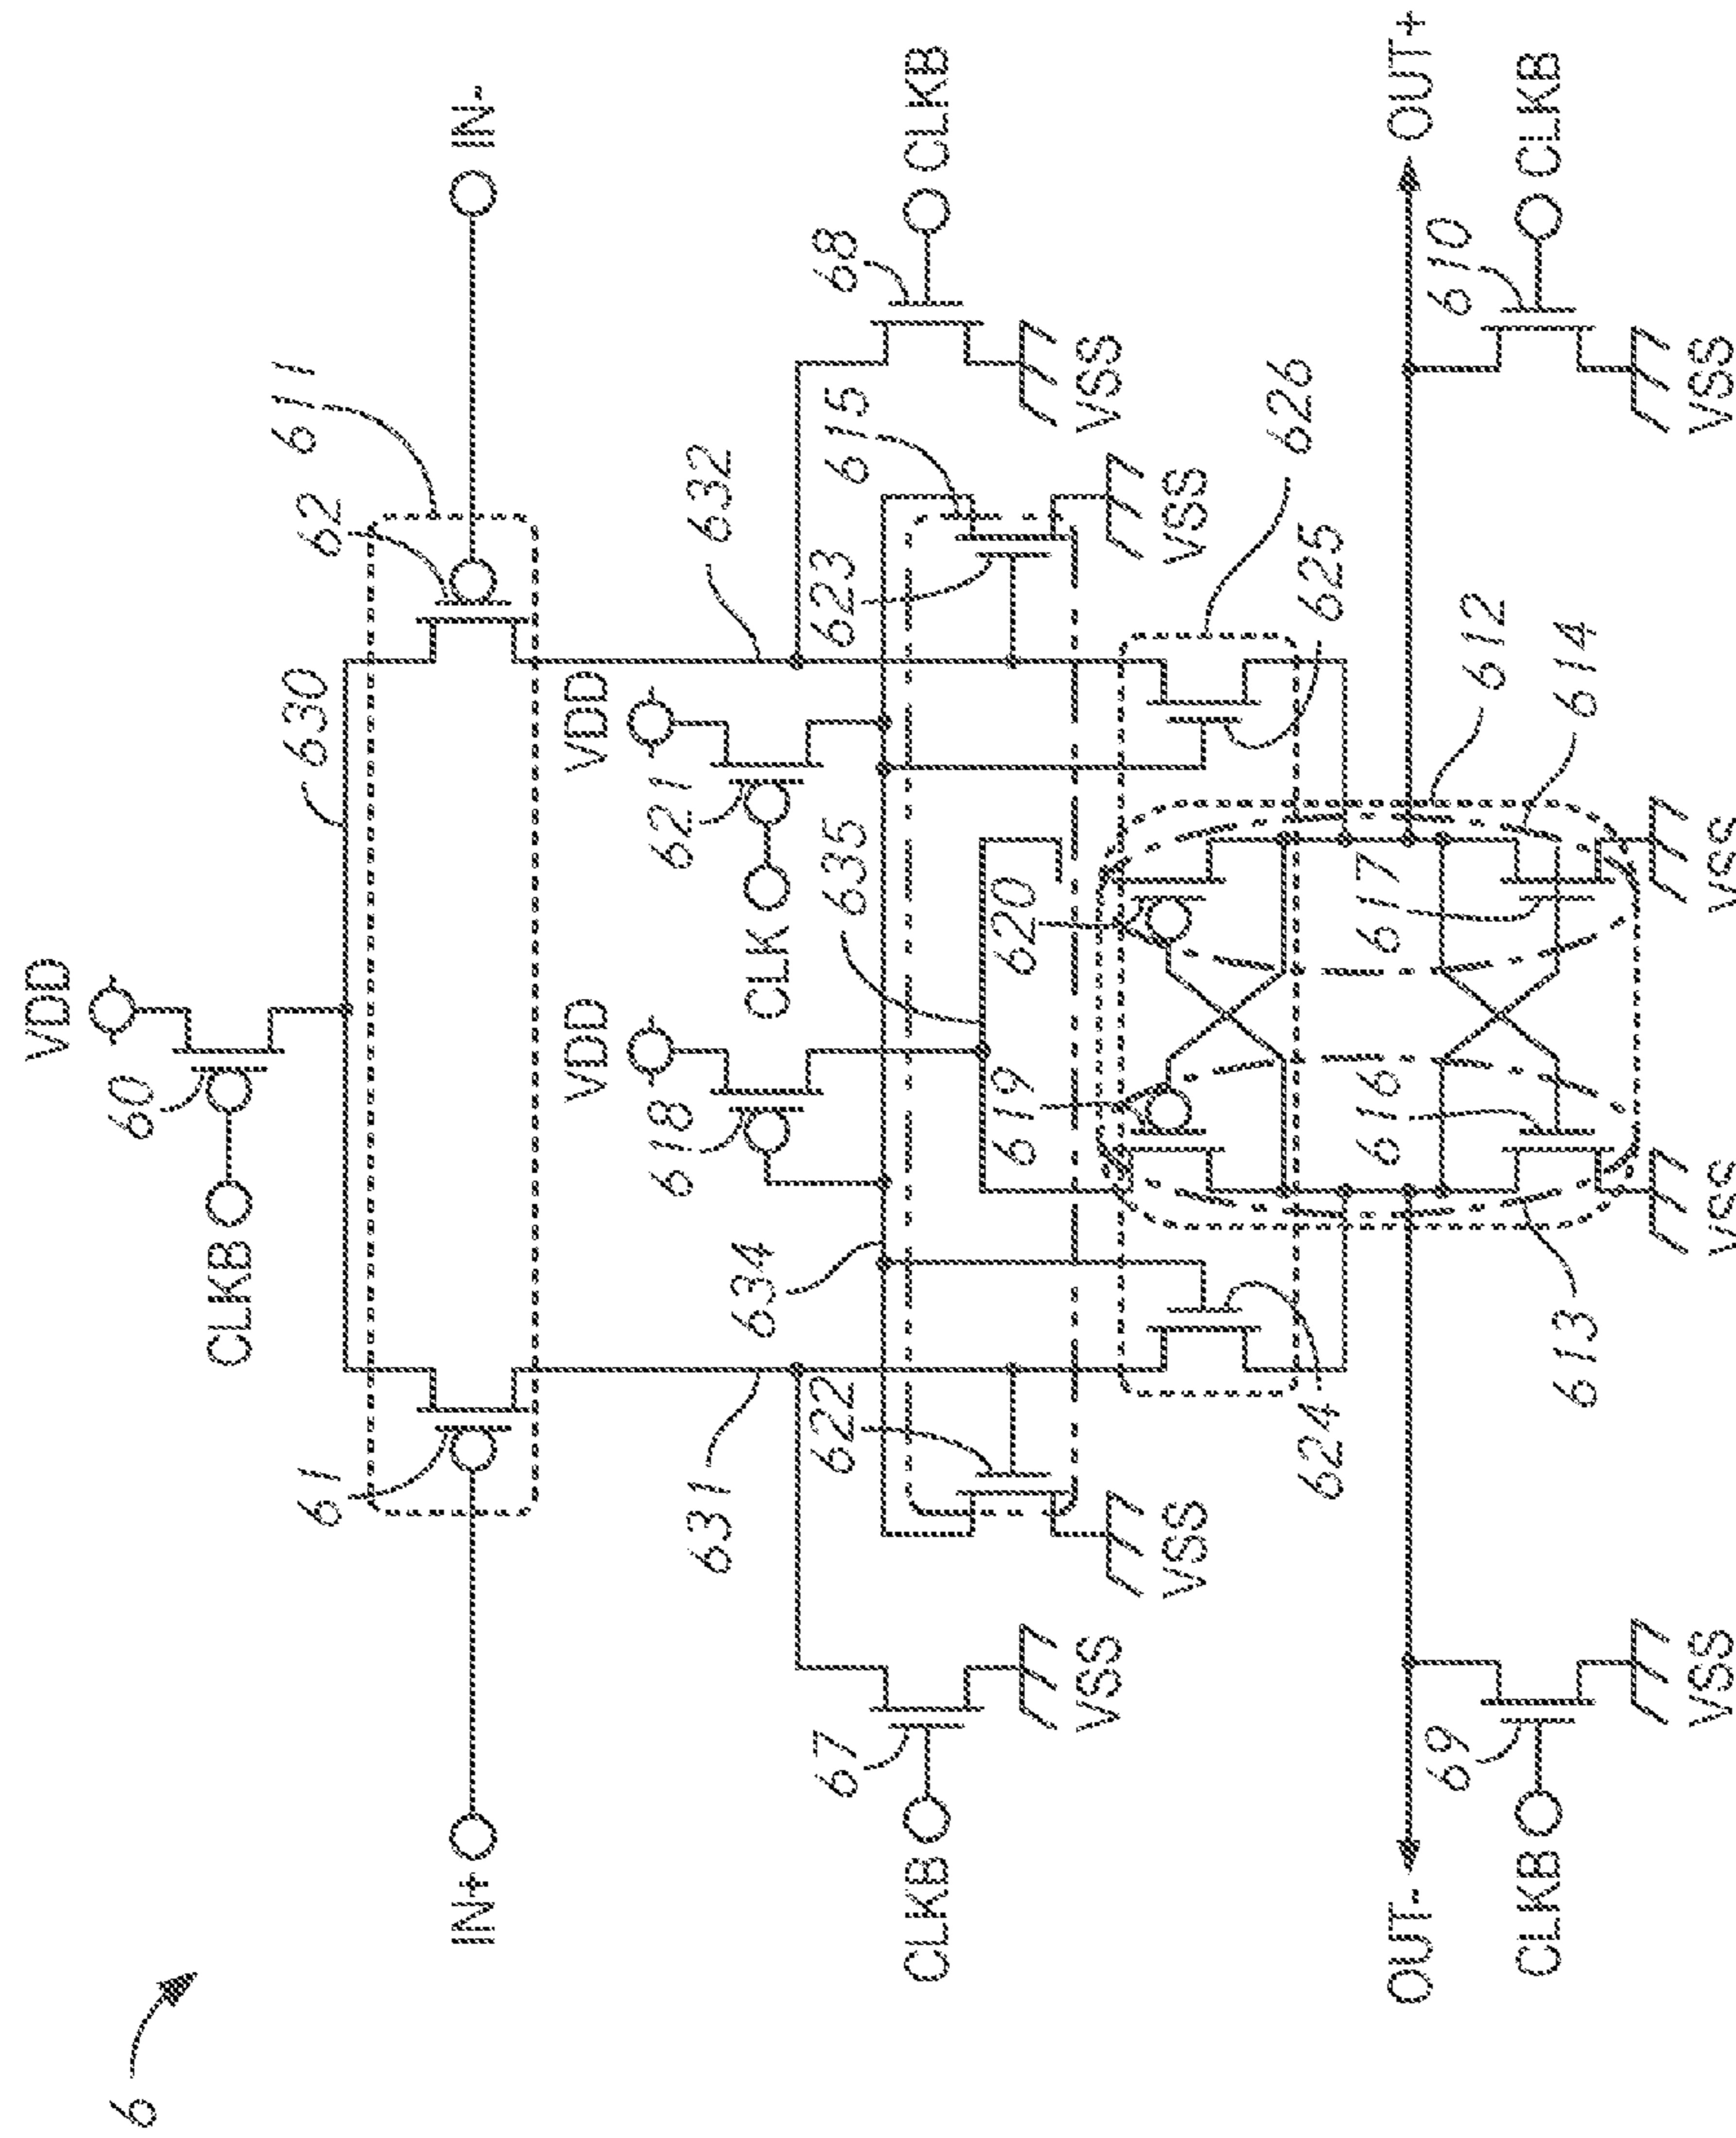 6
VDD
60
CLKB
630
611
61
62
IN+
IN-
631
632
VDD
VDD
618
621
CLK
634
635
622
623
615
67
68
CLKB
CLKB
VSS
VSS
VSS
VSS
619
620
624
625
626
616
617
612
614
613
OUT-
OUT+
69
610
CLKB
CLKB
VSS
VSS
VSS
VSS